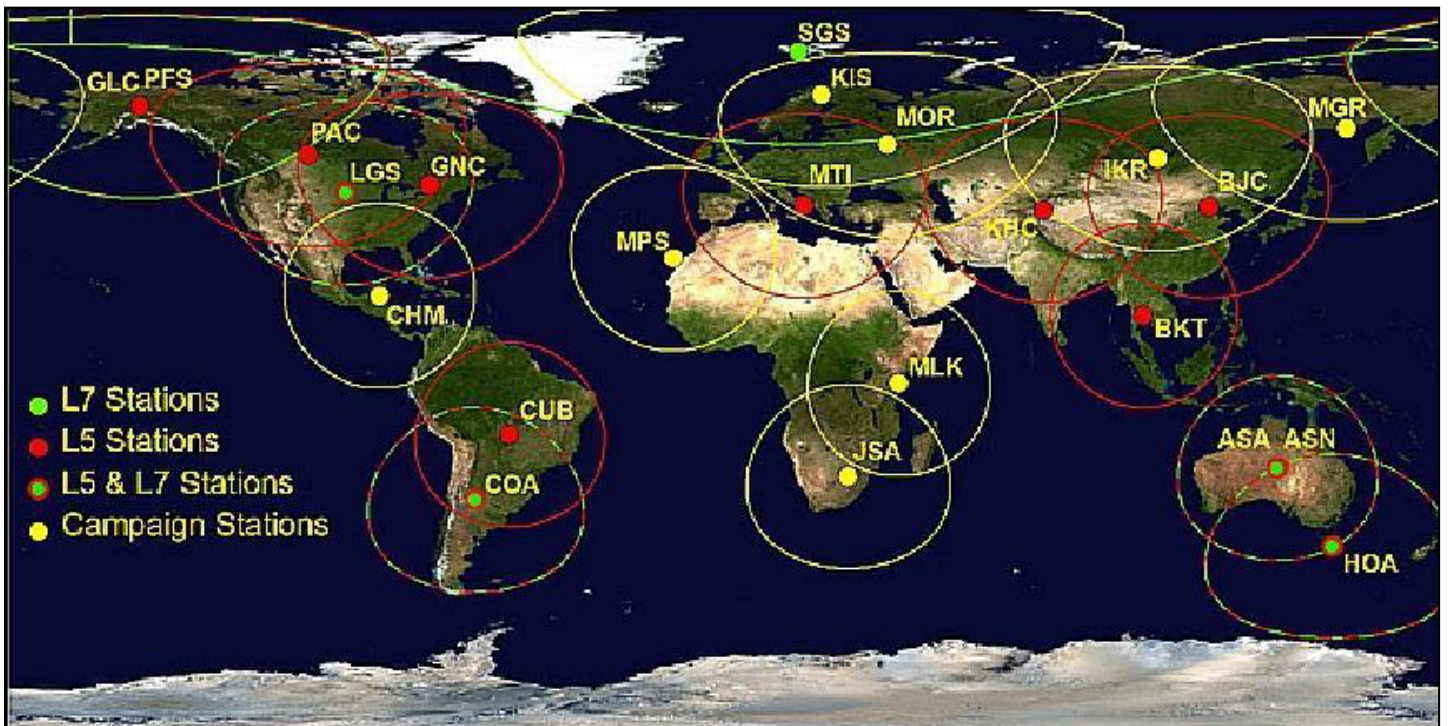 SGS
GLC PFS
KIS
MGR
MOR
PAC
LGS
GNC
MTI
IKR
BJC
KHC
MPS
CHM
BKT
MLK
L7 Stations
CUB
L5 Stations
ASA ASN
JSA
L5 & L7 Stations
COA
Campaign Stations
HOA